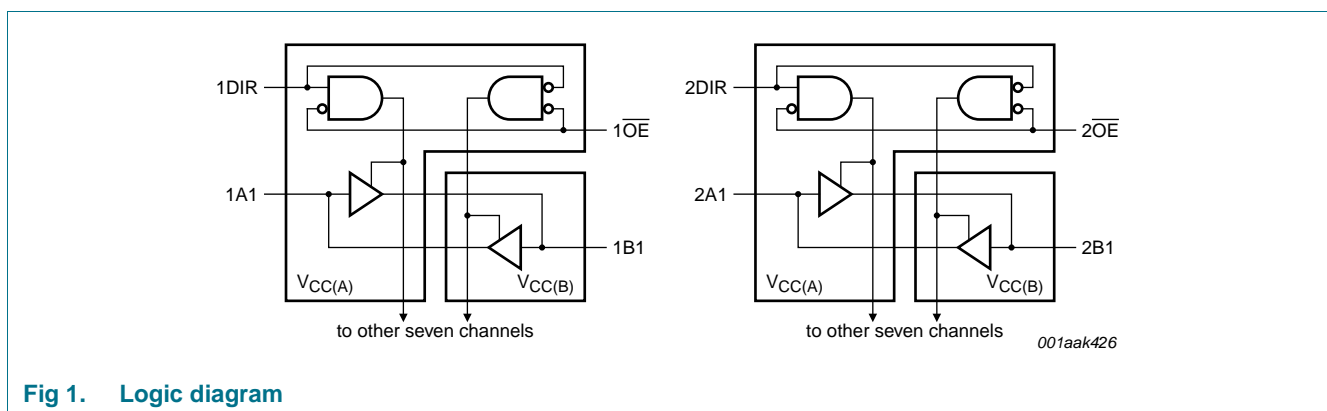 1DIR
1OE
1A1
1B1
VCC(A)
VCC(B)
to other seven channels
2DIR
2OE
2A1
2B1
VCC(A)
VCC(B)
to other seven channels
001aak426
Fig 1. Logic diagram